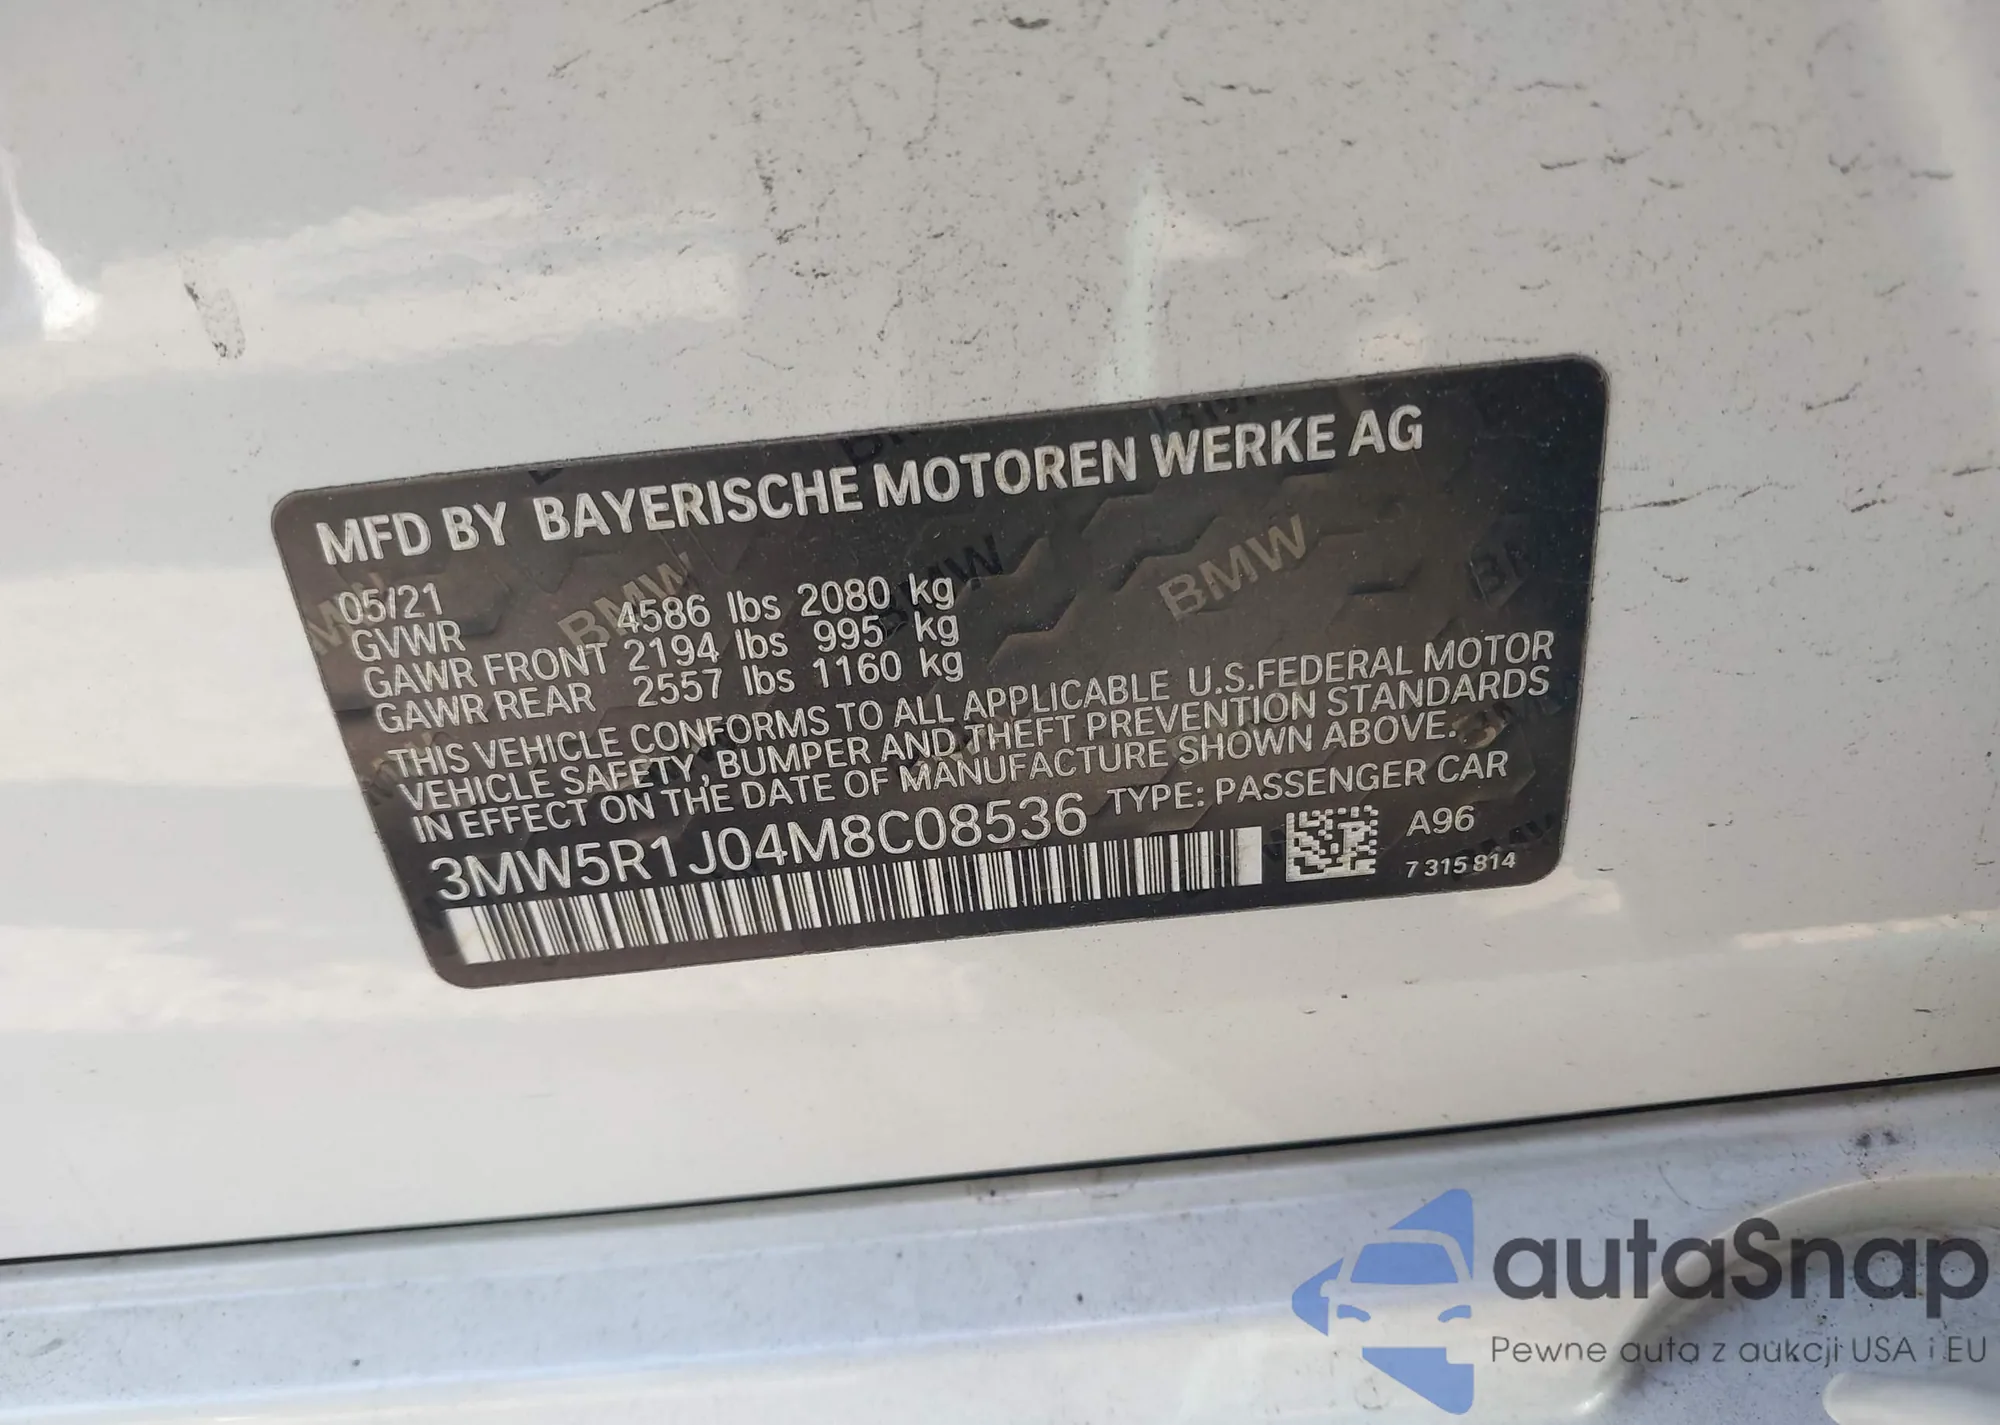 MFD BY BAYERISCHE MOTOREN WERKE AG
05/21
GVWR 4586 lbs 2080 kg
GAWR FRONT 2194 lbs 995 kg
GAWR REAR 2557 lbs 1160 kg
THIS VEHICLE CONFORMS TO ALL APPLICABLE U.S.FEDERAL MOTOR
VEHICLE SAFETY, BUMPER AND THEFT PREVENTION STANDARDS
IN EFFECT ON THE DATE OF MANUFACTURE SHOWN ABOVE.
3MW5R1J04M8C08536 TYPE: PASSENGER CAR
A96
7 315 814
BMW
BMW
BMW
autaSnap
Pewne auta z aukcji USA i EU